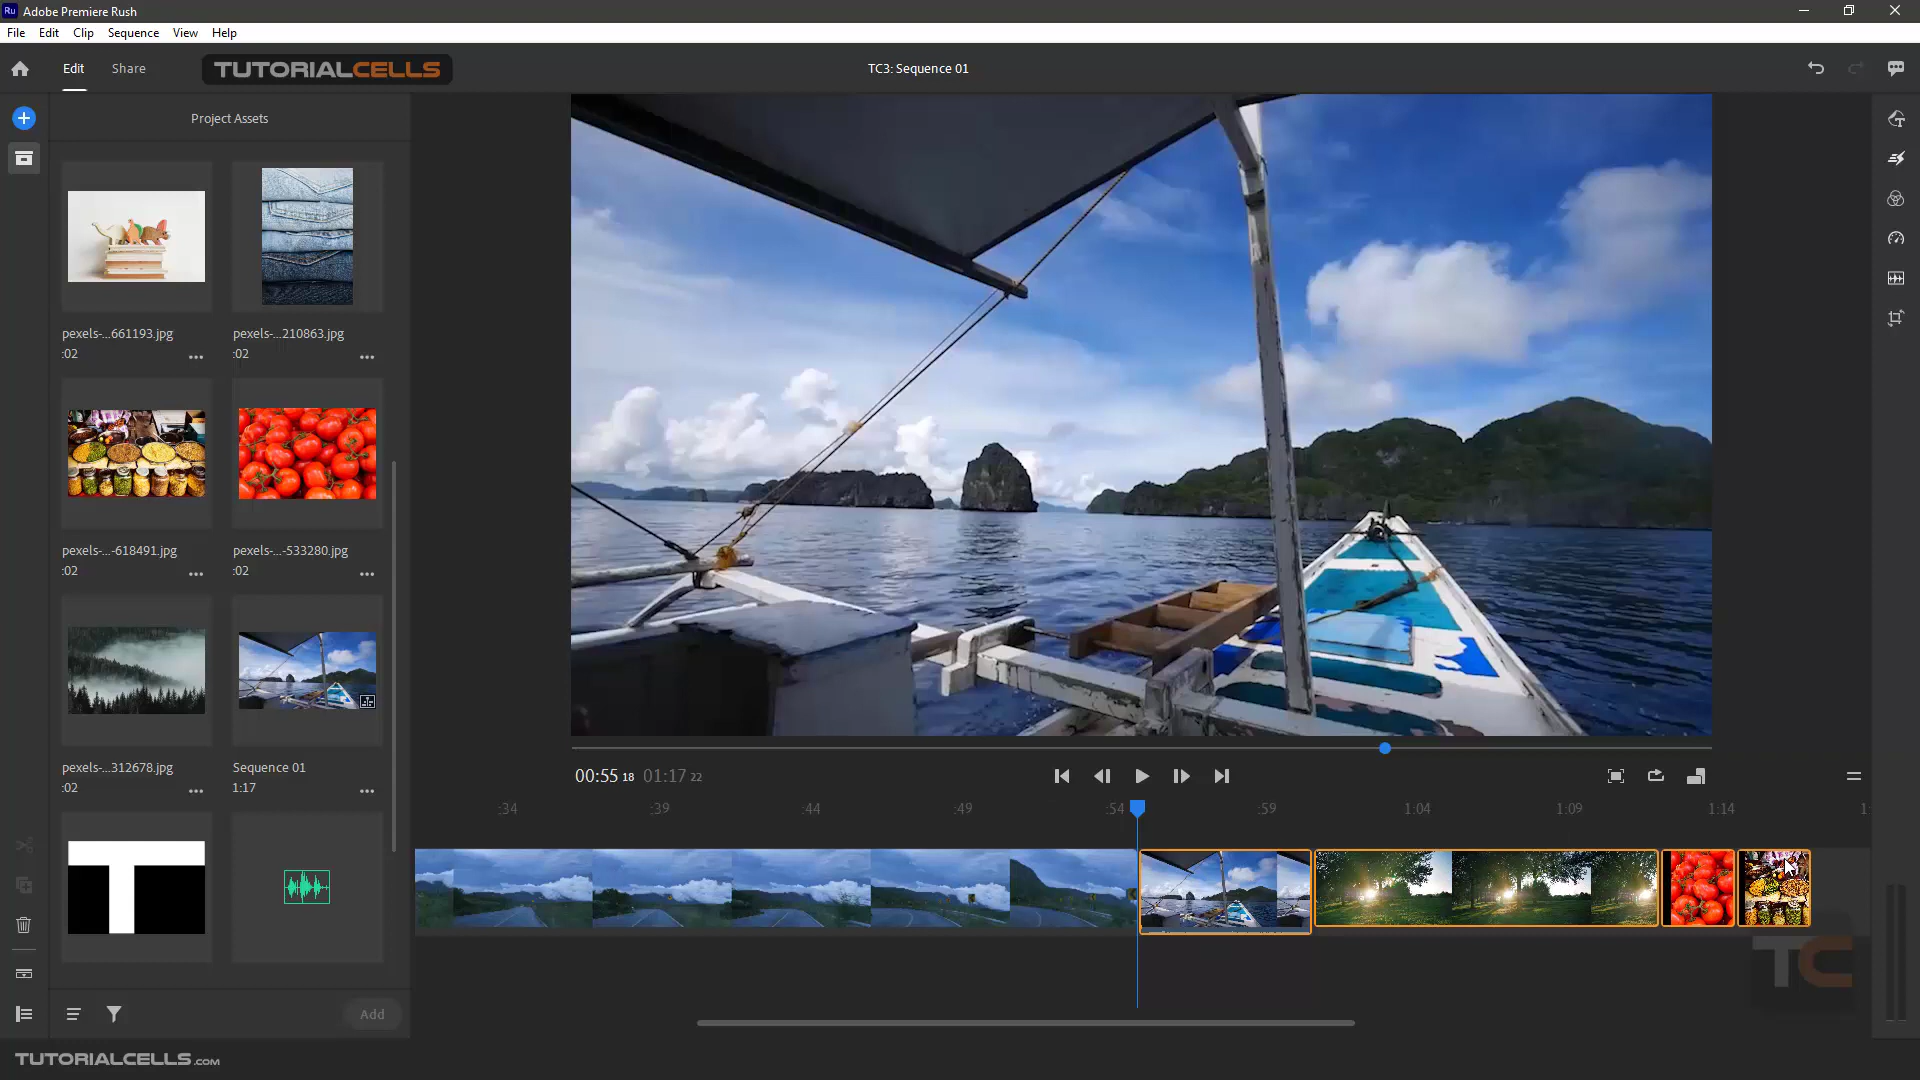 Ru Adobe Premiere Rush
File Edit Clip Sequence View Help
Edit Share TUTORIALCELLS TC3: Sequence 01
Project Assets
pexels-...661193.jpg pexels-...210863.jpg
:02 :02
pexels-...-618491.jpg pexels-...-533280.jpg
:02 :02
pexels-...312678.jpg Sequence 01
:02 1:17
T
00:55 18 01:17 22
:34 :39 :44 :49 :54 :59 1:04 1:09 1:14 1:
TC
Add
TUTORIALCELLS.COM